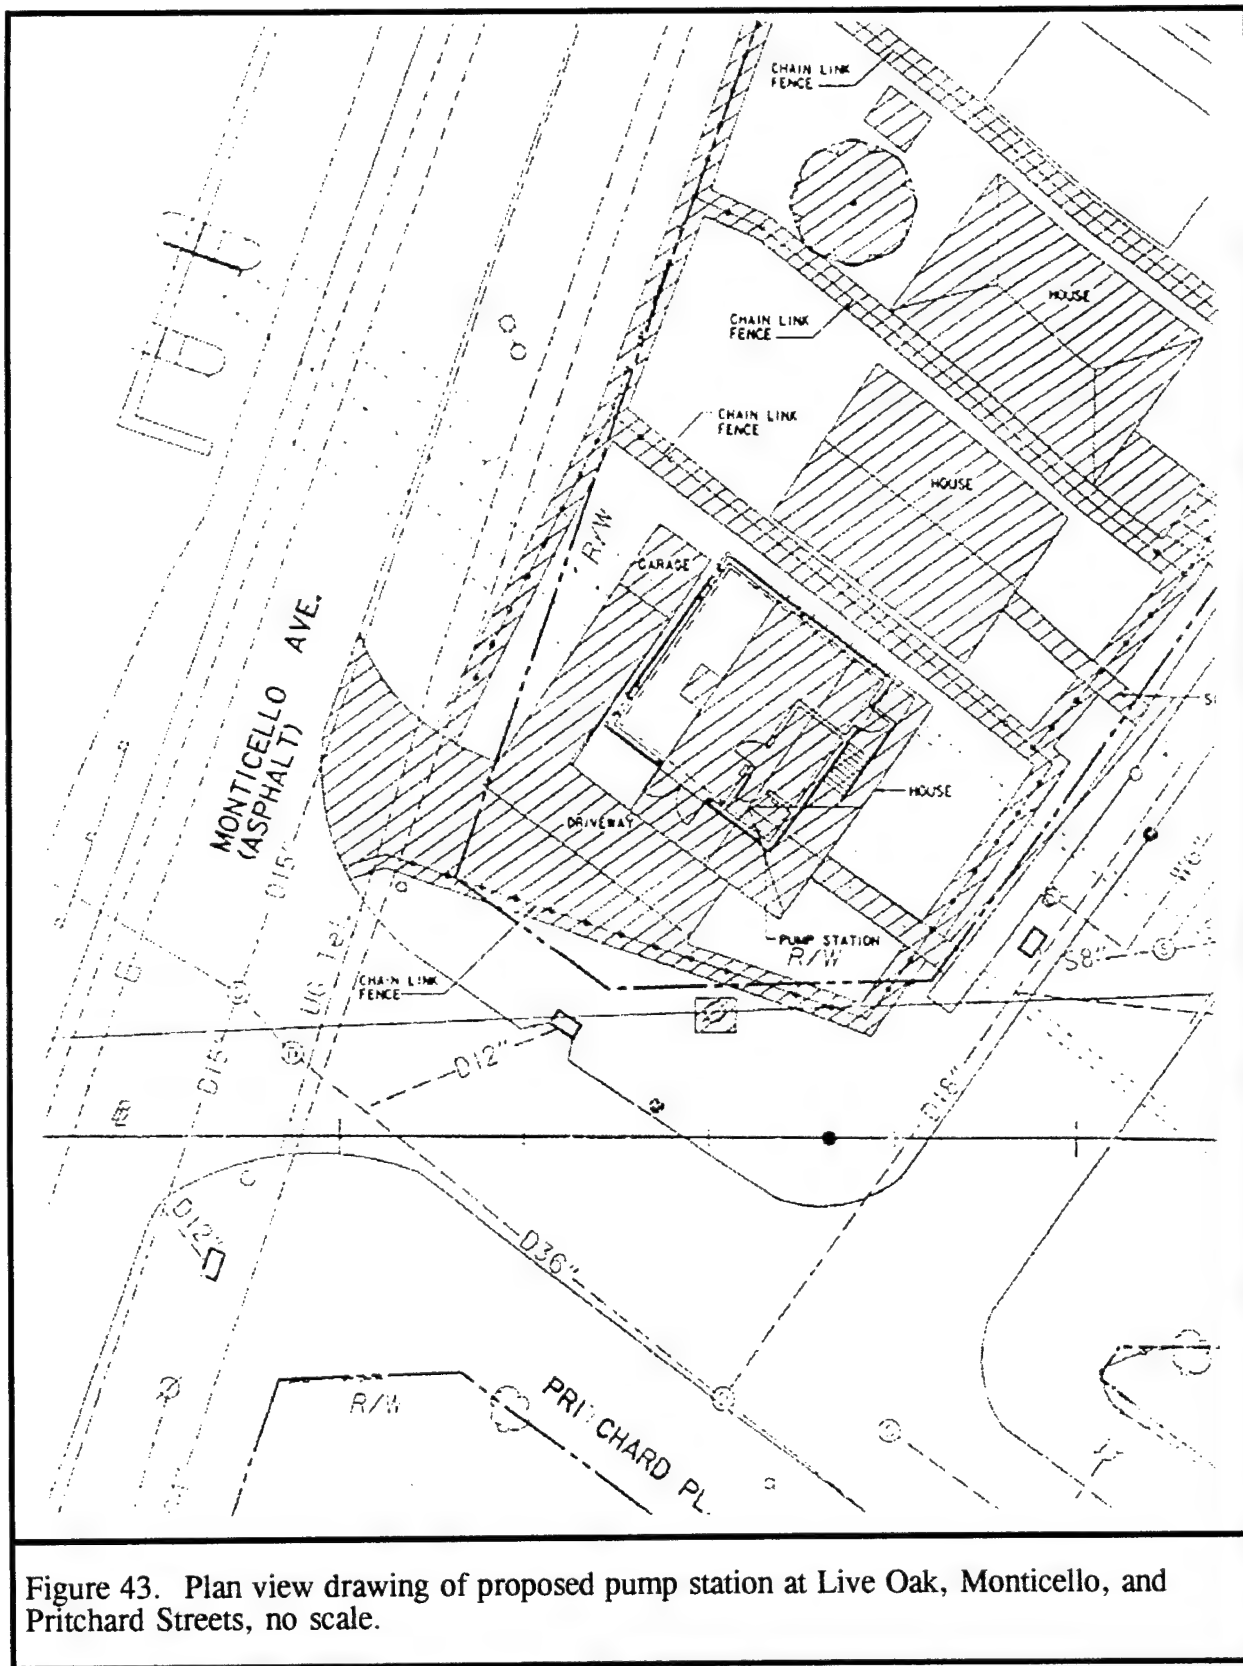 CHAIN LINK
FENCE
HOUSE
CHAIN LINK
FENCE
CHAIN LINK
FENCE
HOUSE
R/W
GARAGE
MONTICELLO AVE.
(ASPHALT)
HOUSE
DRIVEWAY
D15"
PUMP STATION
R/W
W6"
S8"
CHAIN LINK
FENCE
D15"
D12"
D18"
D12"
D36"
R/W
PRITCHARD PL.
Figure 43. Plan view drawing of proposed pump station at Live Oak, Monticello, and
Pritchard Streets, no scale.